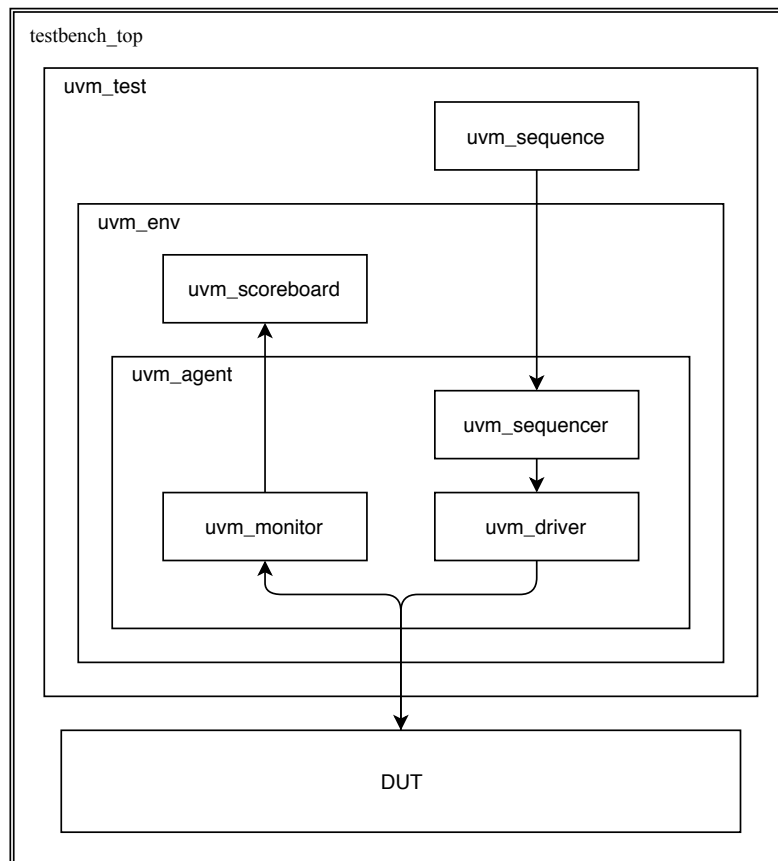 testbench_top
uvm_test
uvm_sequence
uvm_env
uvm_scoreboard
uvm_agent
uvm_sequencer
uvm_monitor
uvm_driver
DUT